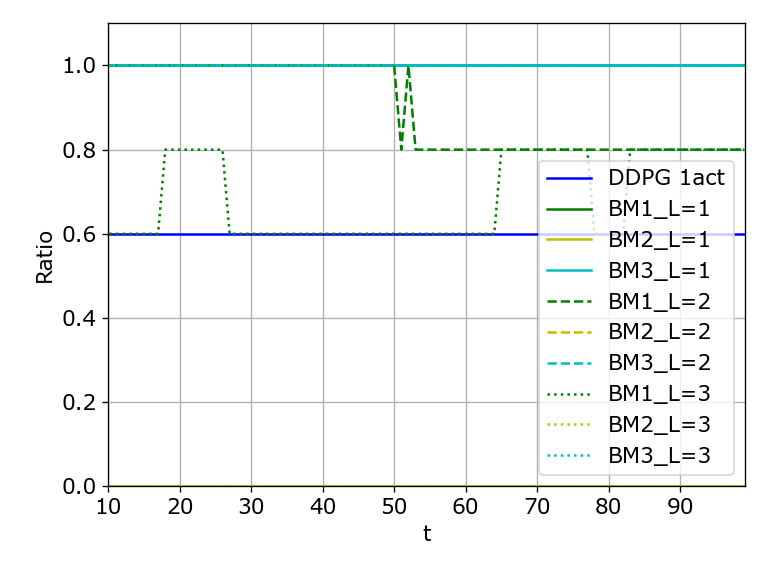 1.0
0.8
0.6
0.4
0.2
0.0
Ratio
10 20 30 40 50 60 70 80 90
t
DDPG 1act
BM1_L=1
BM2_L=1
BM3_L=1
BM1_L=2
BM2_L=2
BM3_L=2
BM1_L=3
BM2_L=3
BM3_L=3